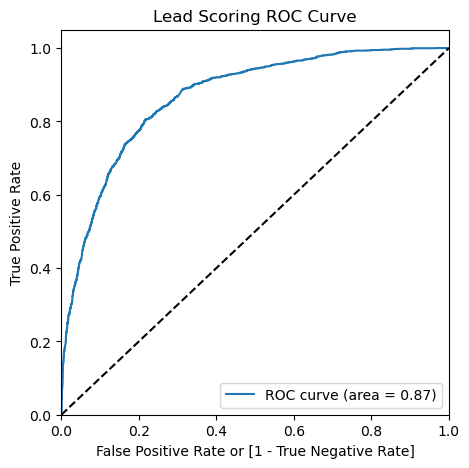 Lead Scoring ROC Curve
1.0
0.8
0.6
0.4
0.2
0.0
True Positive Rate
ROC curve (area = 0.87)
0.0 0.2 0.4 0.6 0.8 1.0
False Positive Rate or [1 - True Negative Rate]